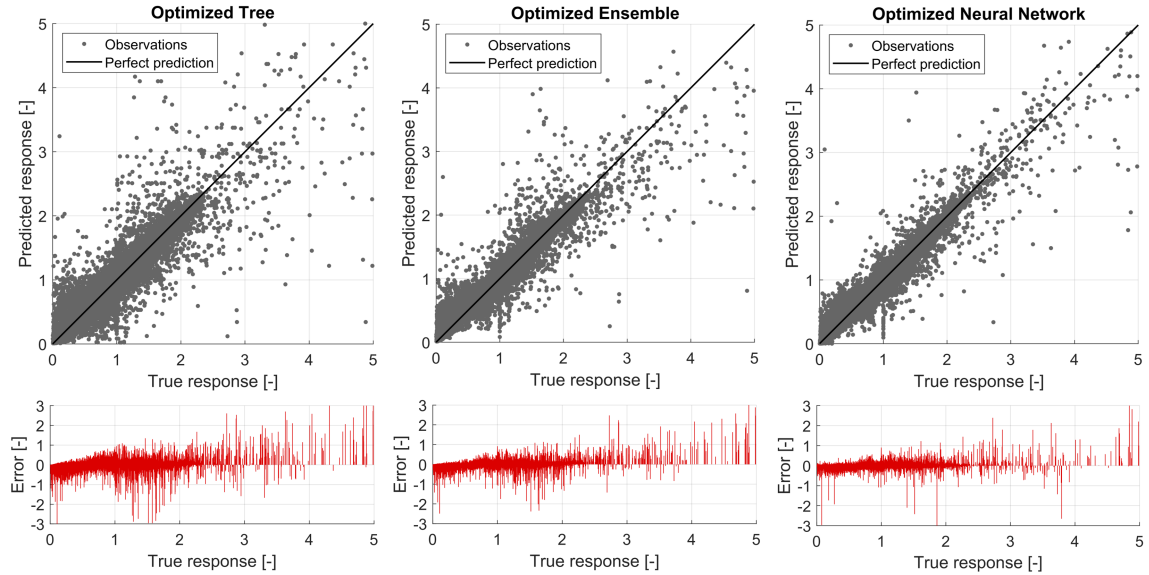 Optimized Tree
Optimized Ensemble
Optimized Neural Network
Observations
Perfect prediction
Observations
Perfect prediction
Observations
Perfect prediction
Predicted response [-]
5
4
3
2
1
0
0 1 2 3 4 5
True response [-]
Predicted response [-]
5
4
3
2
1
0
0 1 2 3 4 5
True response [-]
Predicted response [-]
5
4
3
2
1
0
0 1 2 3 4 5
True response [-]
Error [-]
3
2
1
0
-1
-2
-3
0 1 2 3 4 5
True response [-]
Error [-]
3
2
1
0
-1
-2
-3
0 1 2 3 4 5
True response [-]
Error [-]
3
2
1
0
-1
-2
-3
0 1 2 3 4 5
True response [-]